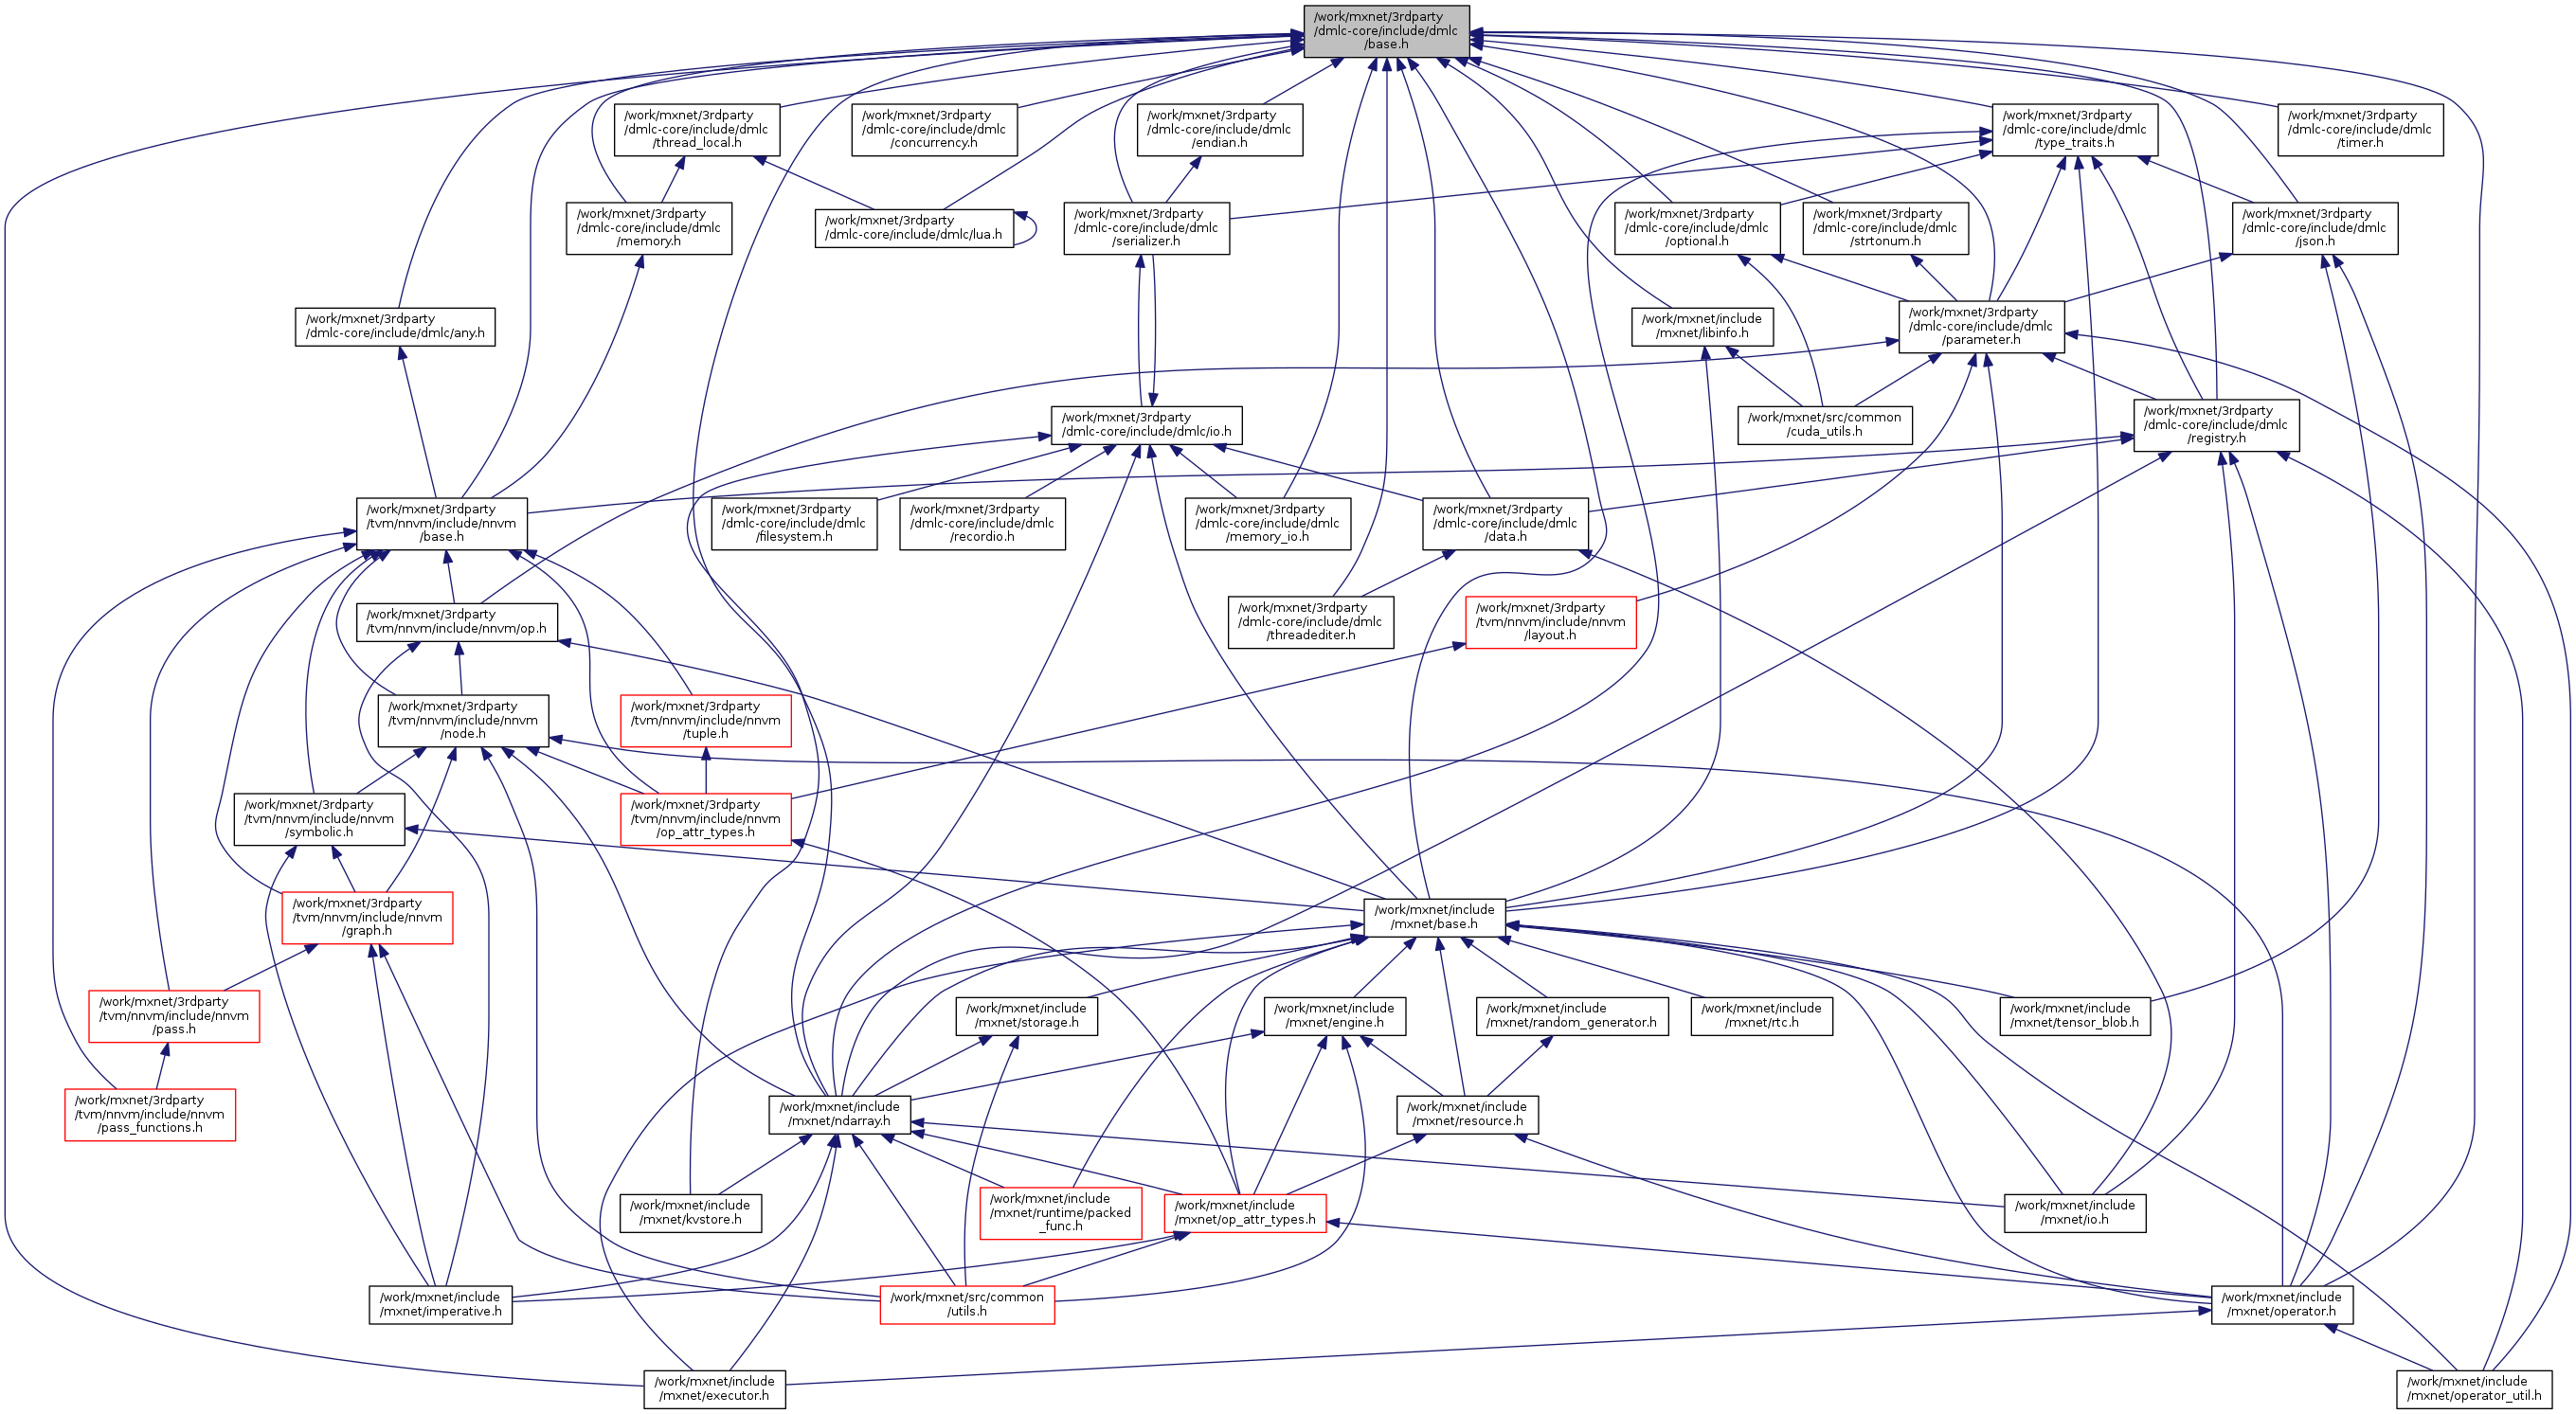 /work/mxnet/3rdparty
/dmlc-core/include/dmlc
/base.h
/work/mxnet/3rdparty
/dmlc-core/include/dmlc
/thread_local.h
/work/mxnet/3rdparty
/dmlc-core/include/dmlc
/concurrency.h
/work/mxnet/3rdparty
/dmlc-core/include/dmlc
/endian.h
/work/mxnet/3rdparty
/dmlc-core/include/dmlc
/type_traits.h
/work/mxnet/3rdparty
/dmlc-core/include/dmlc
/timer.h
/work/mxnet/3rdparty
/dmlc-core/include/dmlc
/memory.h
/work/mxnet/3rdparty
/dmlc-core/include/dmlc/lua.h
/work/mxnet/3rdparty
/dmlc-core/include/dmlc
/serializer.h
/work/mxnet/3rdparty
/dmlc-core/include/dmlc
/optional.h
/work/mxnet/3rdparty
/dmlc-core/include/dmlc
/strtonum.h
/work/mxnet/3rdparty
/dmlc-core/include/dmlc
/json.h
/work/mxnet/3rdparty
/dmlc-core/include/dmlc/any.h
/work/mxnet/include
/mxnet/libinfo.h
/work/mxnet/3rdparty
/dmlc-core/include/dmlc
/parameter.h
/work/mxnet/3rdparty
/dmlc-core/include/dmlc/io.h
/work/mxnet/src/common
/cuda_utils.h
/work/mxnet/3rdparty
/dmlc-core/include/dmlc
/registry.h
/work/mxnet/3rdparty
/tvm/nnvm/include/nnvm
/base.h
/work/mxnet/3rdparty
/dmlc-core/include/dmlc
/filesystem.h
/work/mxnet/3rdparty
/dmlc-core/include/dmlc
/recordio.h
/work/mxnet/3rdparty
/dmlc-core/include/dmlc
/memory_io.h
/work/mxnet/3rdparty
/dmlc-core/include/dmlc
/data.h
/work/mxnet/3rdparty
/tvm/nnvm/include/nnvm/op.h
/work/mxnet/3rdparty
/dmlc-core/include/dmlc
/threadediter.h
/work/mxnet/3rdparty
/tvm/nnvm/include/nnvm
/layout.h
/work/mxnet/3rdparty
/tvm/nnvm/include/nnvm
/node.h
/work/mxnet/3rdparty
/tvm/nnvm/include/nnvm
/tuple.h
/work/mxnet/3rdparty
/tvm/nnvm/include/nnvm
/symbolic.h
/work/mxnet/3rdparty
/tvm/nnvm/include/nnvm
/op_attr_types.h
/work/mxnet/3rdparty
/tvm/nnvm/include/nnvm
/graph.h
/work/mxnet/include
/mxnet/base.h
/work/mxnet/3rdparty
/tvm/nnvm/include/nnvm
/pass.h
/work/mxnet/include
/mxnet/storage.h
/work/mxnet/include
/mxnet/engine.h
/work/mxnet/include
/mxnet/random_generator.h
/work/mxnet/include
/mxnet/rtc.h
/work/mxnet/include
/mxnet/tensor_blob.h
/work/mxnet/3rdparty
/tvm/nnvm/include/nnvm
/pass_functions.h
/work/mxnet/include
/mxnet/ndarray.h
/work/mxnet/include
/mxnet/resource.h
/work/mxnet/include
/mxnet/kvstore.h
/work/mxnet/include
/mxnet/runtime/packed
_func.h
/work/mxnet/include
/mxnet/op_attr_types.h
/work/mxnet/include
/mxnet/io.h
/work/mxnet/include
/mxnet/imperative.h
/work/mxnet/src/common
/utils.h
/work/mxnet/include
/mxnet/operator.h
/work/mxnet/include
/mxnet/executor.h
/work/mxnet/include
/mxnet/operator_util.h